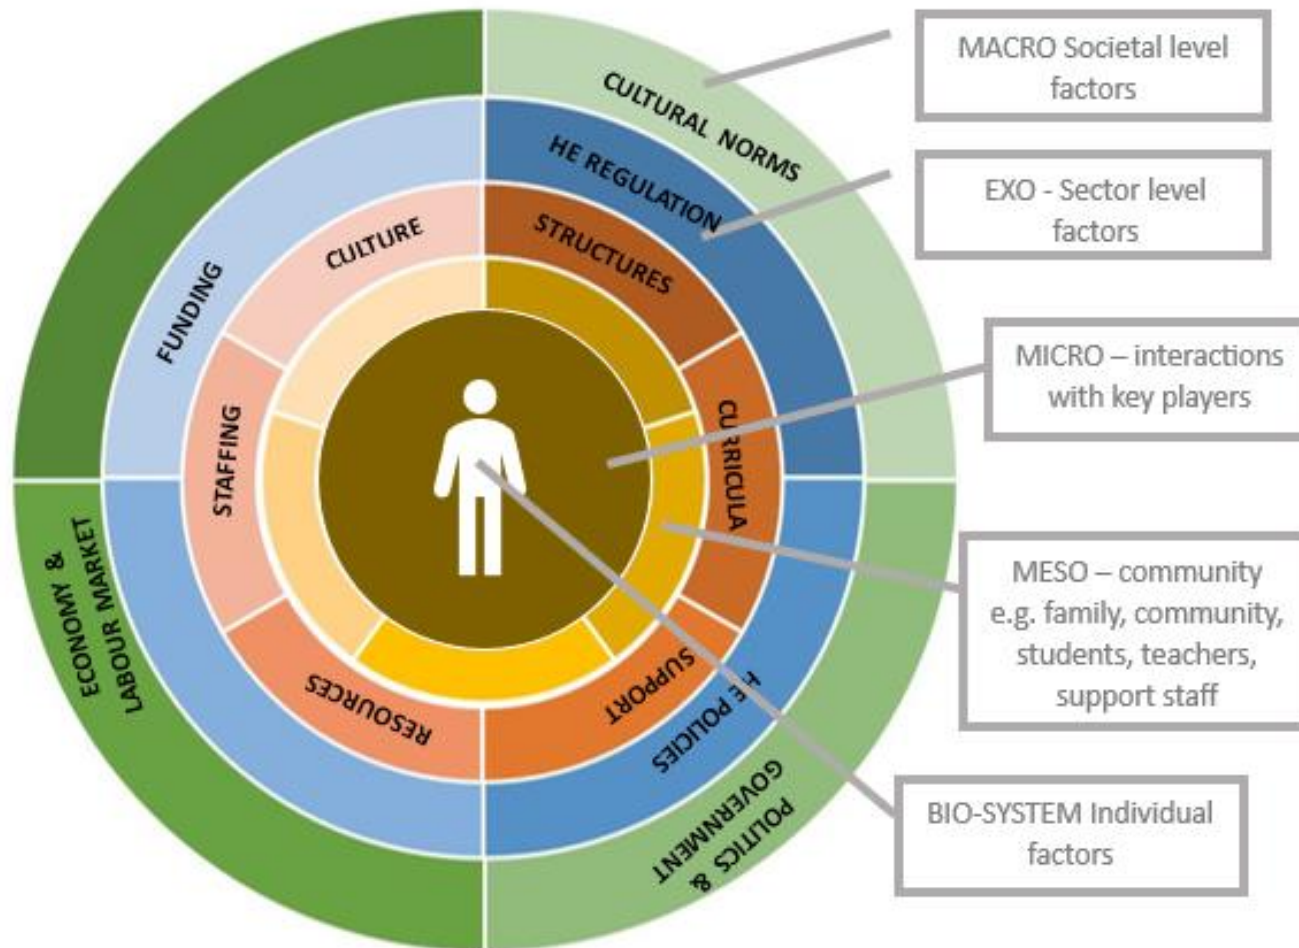 CULTURAL NORMS
HE REGULATION
STRUCTURES
CULTURE
FUNDING
STAFFING
CURRICULA
RESOURCES
SUPPORT
HE POLICIES
POLITICS &
GOVERNMENT
ECONOMY &
LABOUR MARKET
MACRO Societal level
factors
EXO - Sector level
factors
MICRO – interactions
with key players
MESO – community
e.g. family, community,
students, teachers,
support staff
BIO-SYSTEM Individual
factors